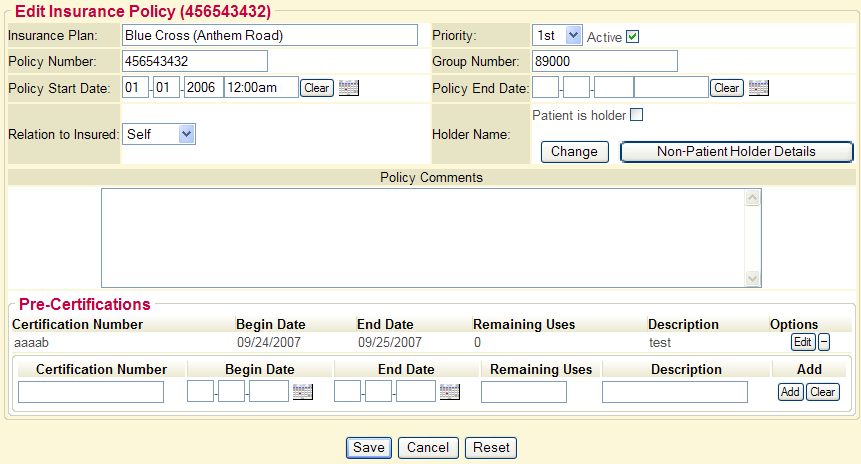 Edit Insurance Policy (456543432)
Insurance Plan: Blue Cross (Anthem Road) Priority: 1st Active
Policy Number: 456543432 Group Number: 89000
Policy Start Date: 01 - 01 - 2006 12:00am Clear Policy End Date: - - Clear
Patient is holder
Relation to Insured: Self Holder Name:
Change Non-Patient Holder Details
Policy Comments
Pre-Certifications
Certification Number Begin Date End Date Remaining Uses Description Options
aaaab 09/24/2007 09/25/2007 0 test Edit −
Certification Number Begin Date End Date Remaining Uses Description Add
- - - - Add Clear
Save Cancel Reset